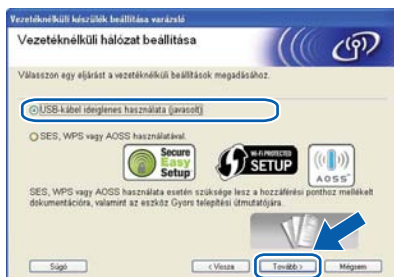 Vezetéknélküli készülék beállítása varázsló
Vezetéknélküli hálózat beállítása
Válasszon egy eljárást a vezetéknélküli beállítások megadásához.
USB-kábel ideiglenes használata (javasolt)
SES, WPS vagy AOSS használatával.
Secure
Easy
Setup
Wi-Fi PROTECTED
SETUP
AOSS
SES, WPS vagy AOSS használata esetén szüksége lesz a hozzáférési ponthoz mellékelt
dokumentációra, valamint az eszköz Gyors telepítési útmutatójára.
Súgó
< Vissza
Tovább >
Mégsem